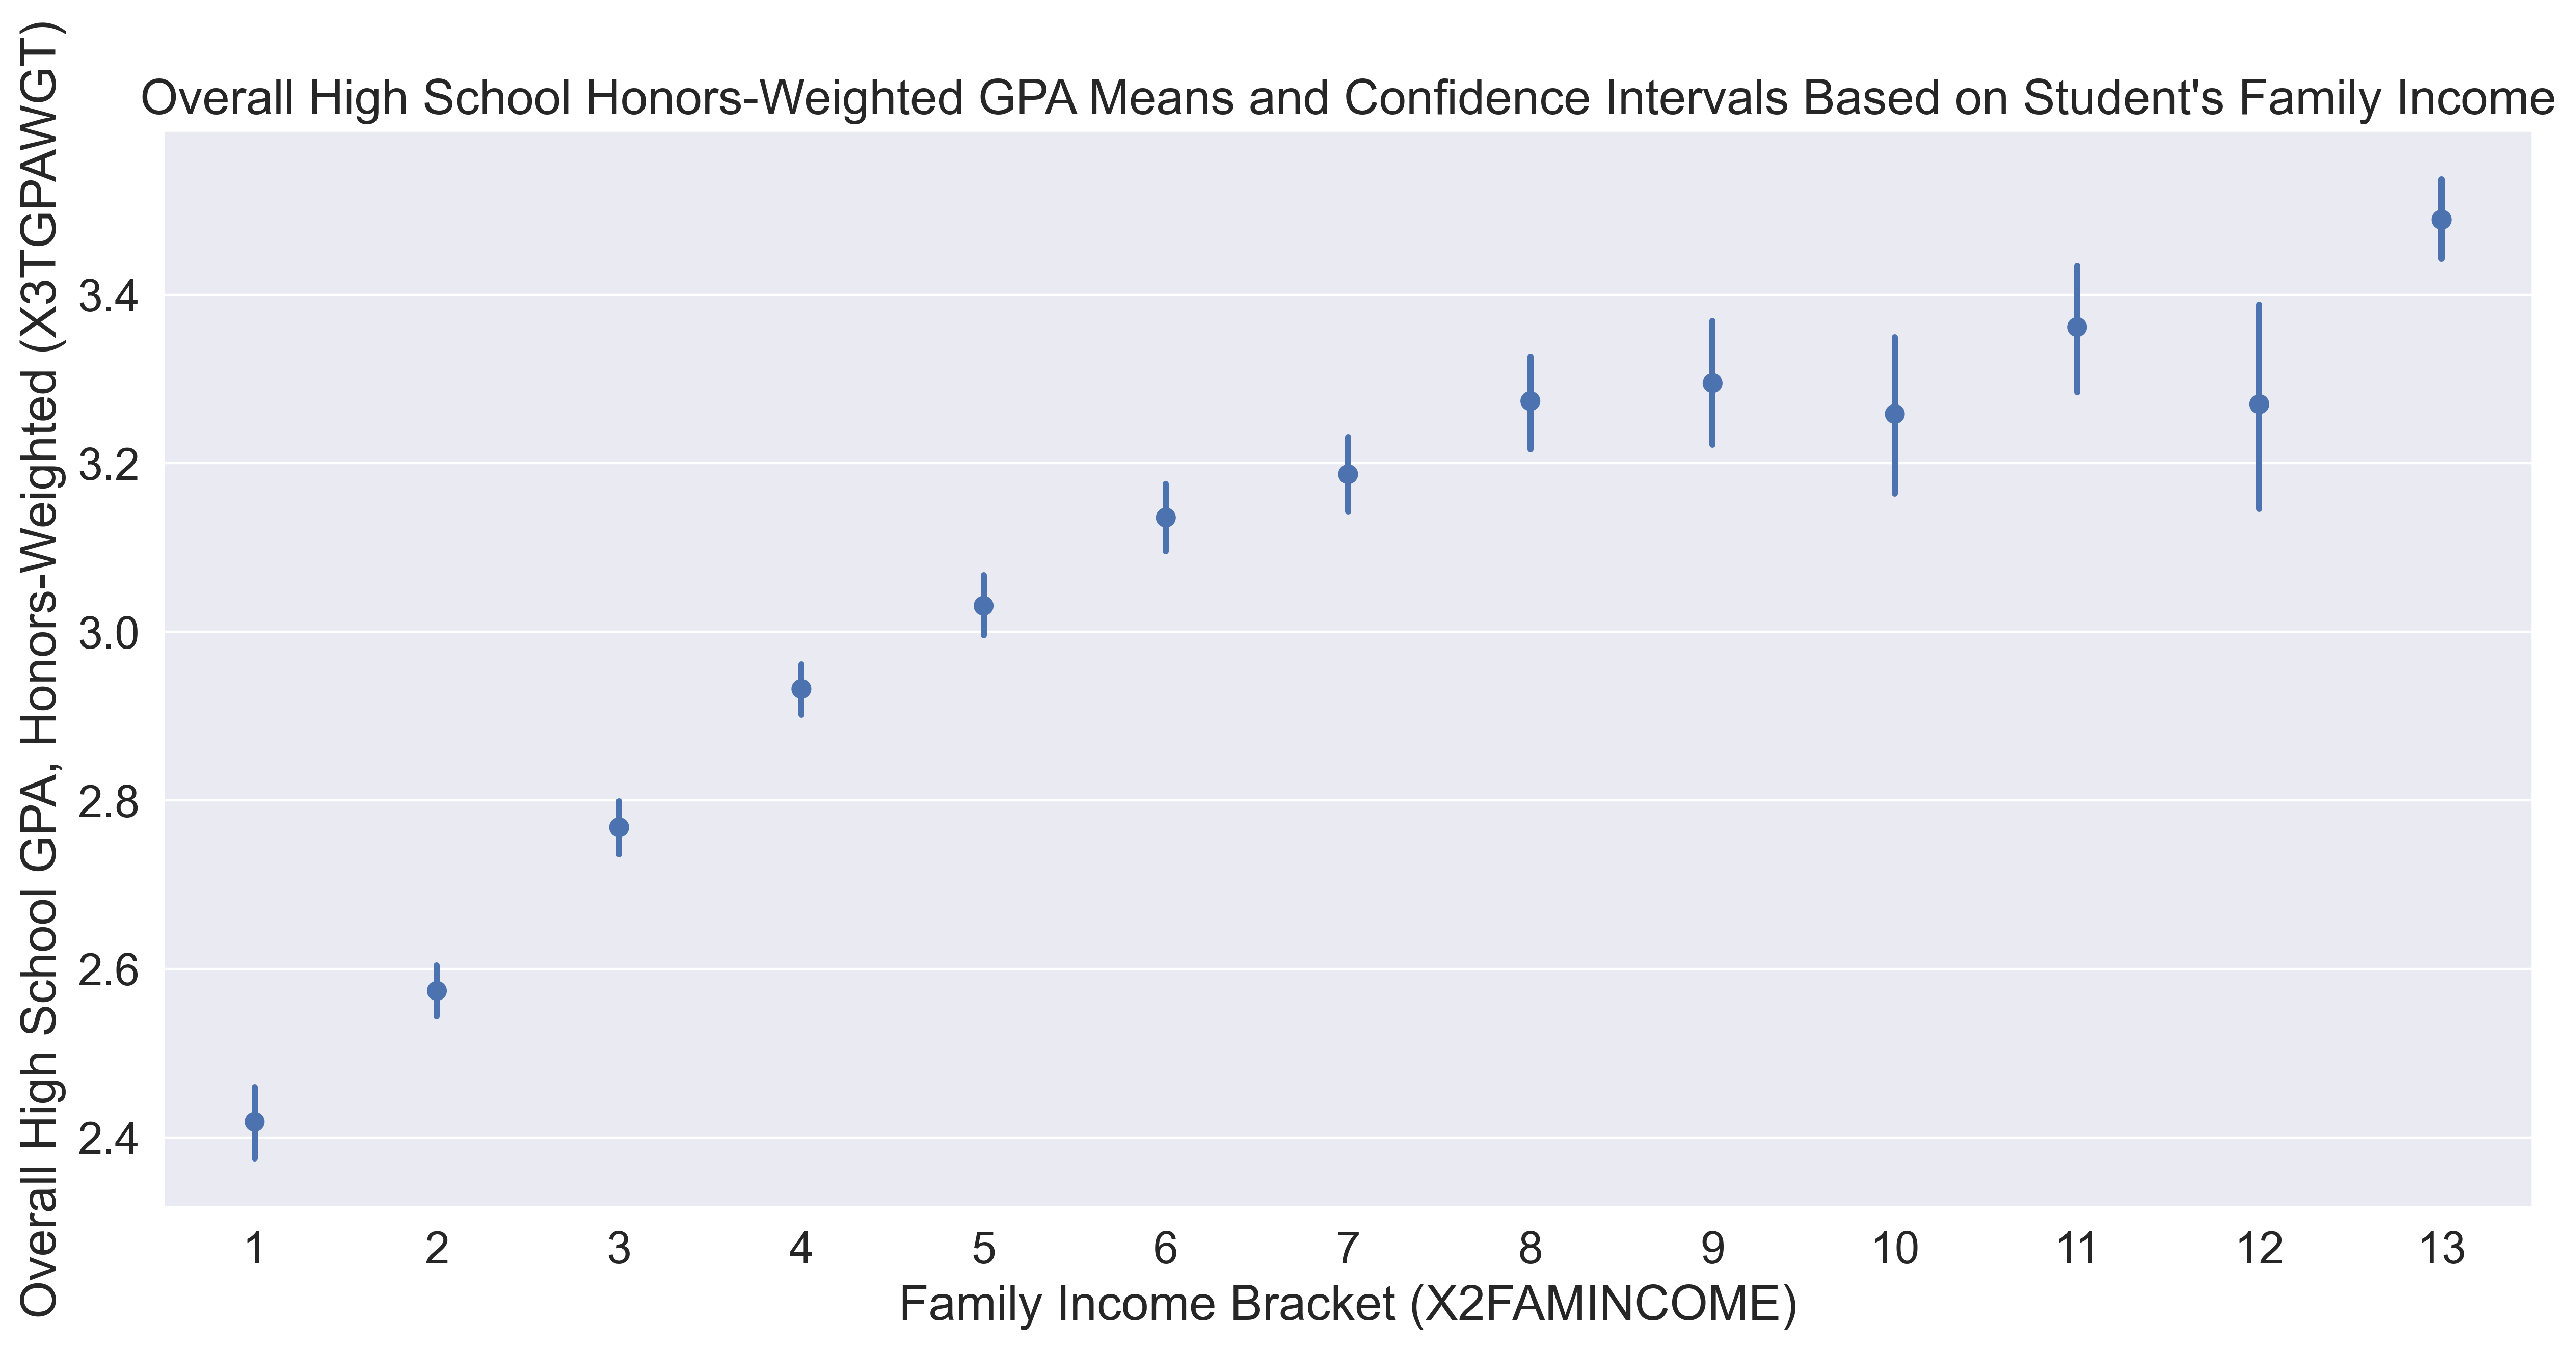 Overall High School Honors-Weighted GPA Means and Confidence Intervals Based on Student's Family Income
Overall High School GPA, Honors-Weighted (X3TGPAWGT)
3.4
3.2
3.0
2.8
2.6
2.4
1 2 3 4 5 6 7 8 9 10 11 12 13
Family Income Bracket (X2FAMINCOME)